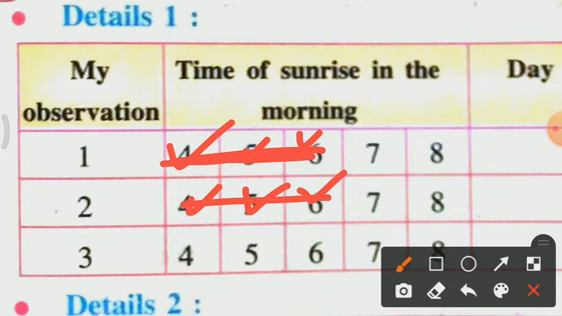 Details 1 :
My observation Time of sunrise in the morning Day
1 4 5 6 7 8
2 4 5 6 7 8
3 4 5 6 7 8
Details 2 :